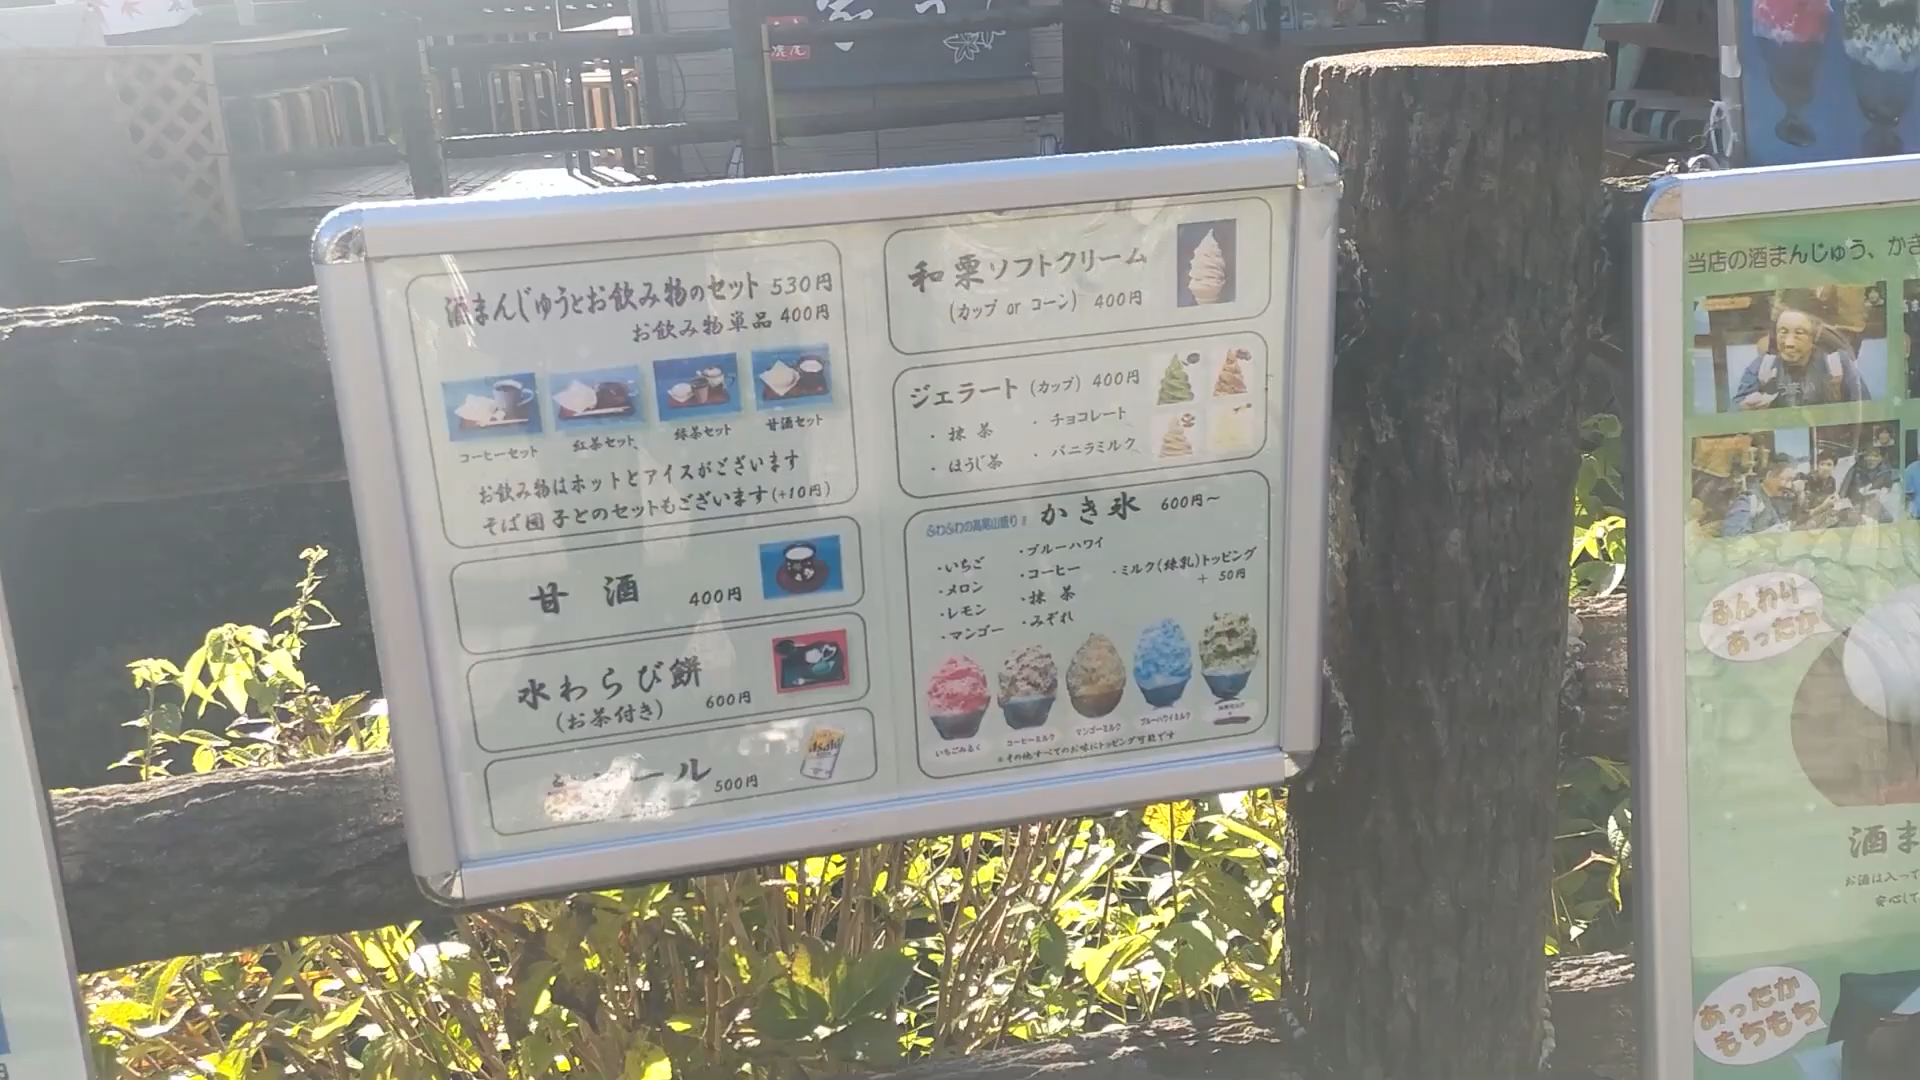 酒まんじゅうとお飲み物のセット 530円
お飲み物単品 400円
コーヒーセット 紅茶セット 緑茶セット 甘酒セット
お飲み物はホットとアイスがございます
そば団子とのセットもございます(+10円)
甘酒 400円
水わらび餅
(お茶付き) 600円
ール 500円
Asahi
和栗ソフトクリーム
(カップ or コーン) 400円
ジェラート (カップ) 400円
・抹茶 ・チョコレート
・ほうじ茶 ・バニラミルク
ふわふわの高尾山盛り!! かき氷 600円～
・いちご ・ブルーハワイ
・メロン ・コーヒー ・ミルク(練乳)トッピング
・レモン ・抹茶 + 50円
・マンゴー ・みぞれ
いちごみるく コーヒーミルク マンゴーミルク ブルーハワイミルク
※その他すべてのお味にトッピング可能です
当店の酒まんじゅう、かき
ふんわり
あったか
酒ま
お酒は入って
安心して
あったか
もちもち